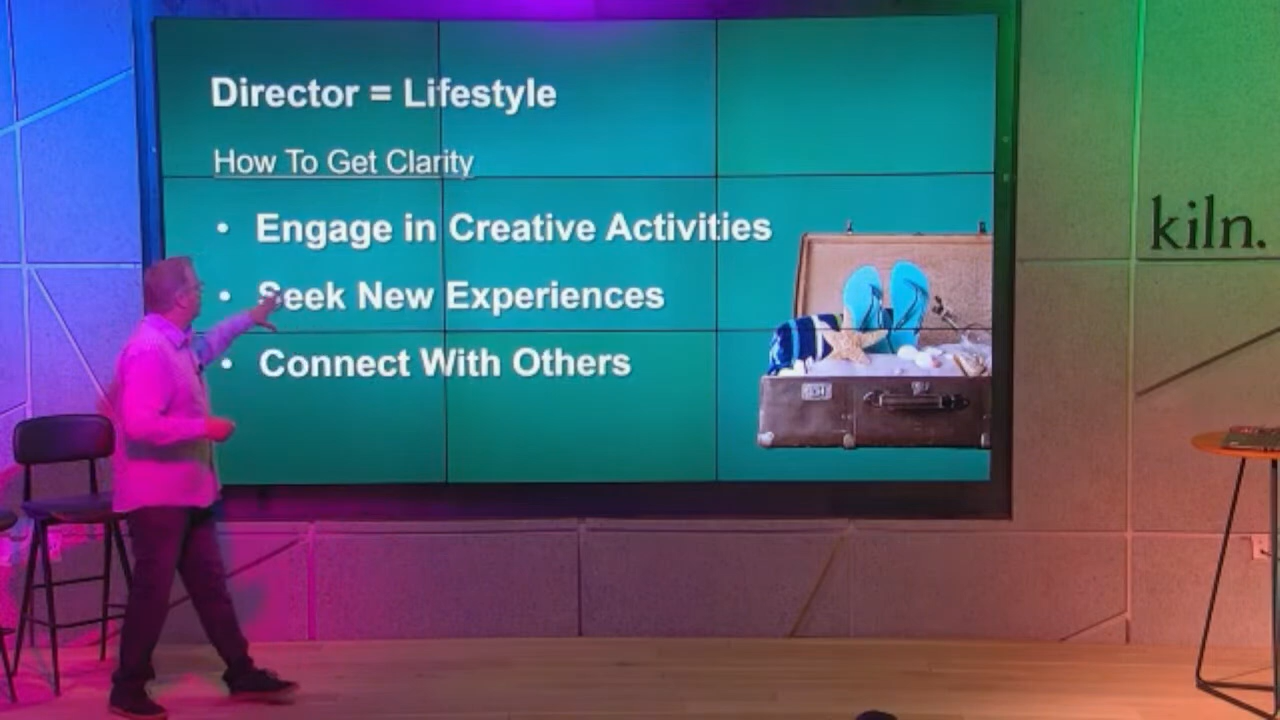 Director = Lifestyle
How To Get Clarity
• Engage in Creative Activities
• Seek New Experiences
• Connect With Others
kiln.